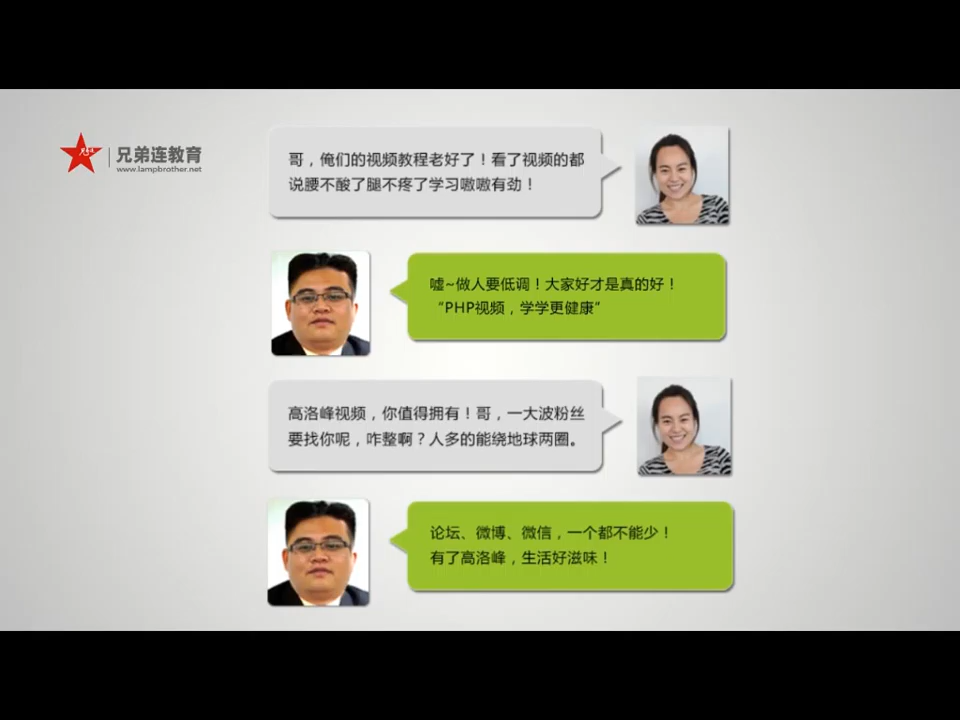 兄弟连教育
www.lampbrother.net
哥，俺们的视频教程老好了！看了视频的都
说腰不酸了腿不疼了学习嗷嗷有劲！
嘘~做人要低调！大家好才是真的好！
“PHP视频，学学更健康”
高洛峰视频，你值得拥有！哥，一大波粉丝
要找你呢，咋整啊？人多的能绕地球两圈。
论坛、微博、微信，一个都不能少！
有了高洛峰，生活好滋味！